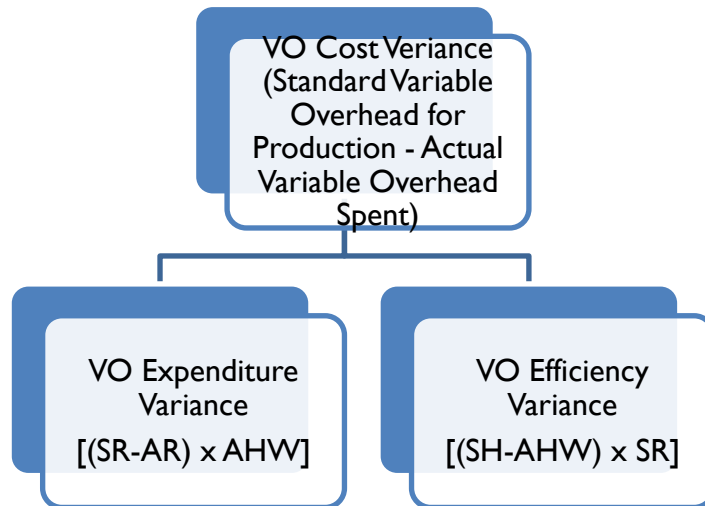 VO Cost Veriance
(Standard Variable
Overhead for
Production - Actual
Variable Overhead
Spent)
VO Expenditure
Variance
[(SR-AR) x AHW]
VO Efficiency
Variance
[(SH-AHW) x SR]